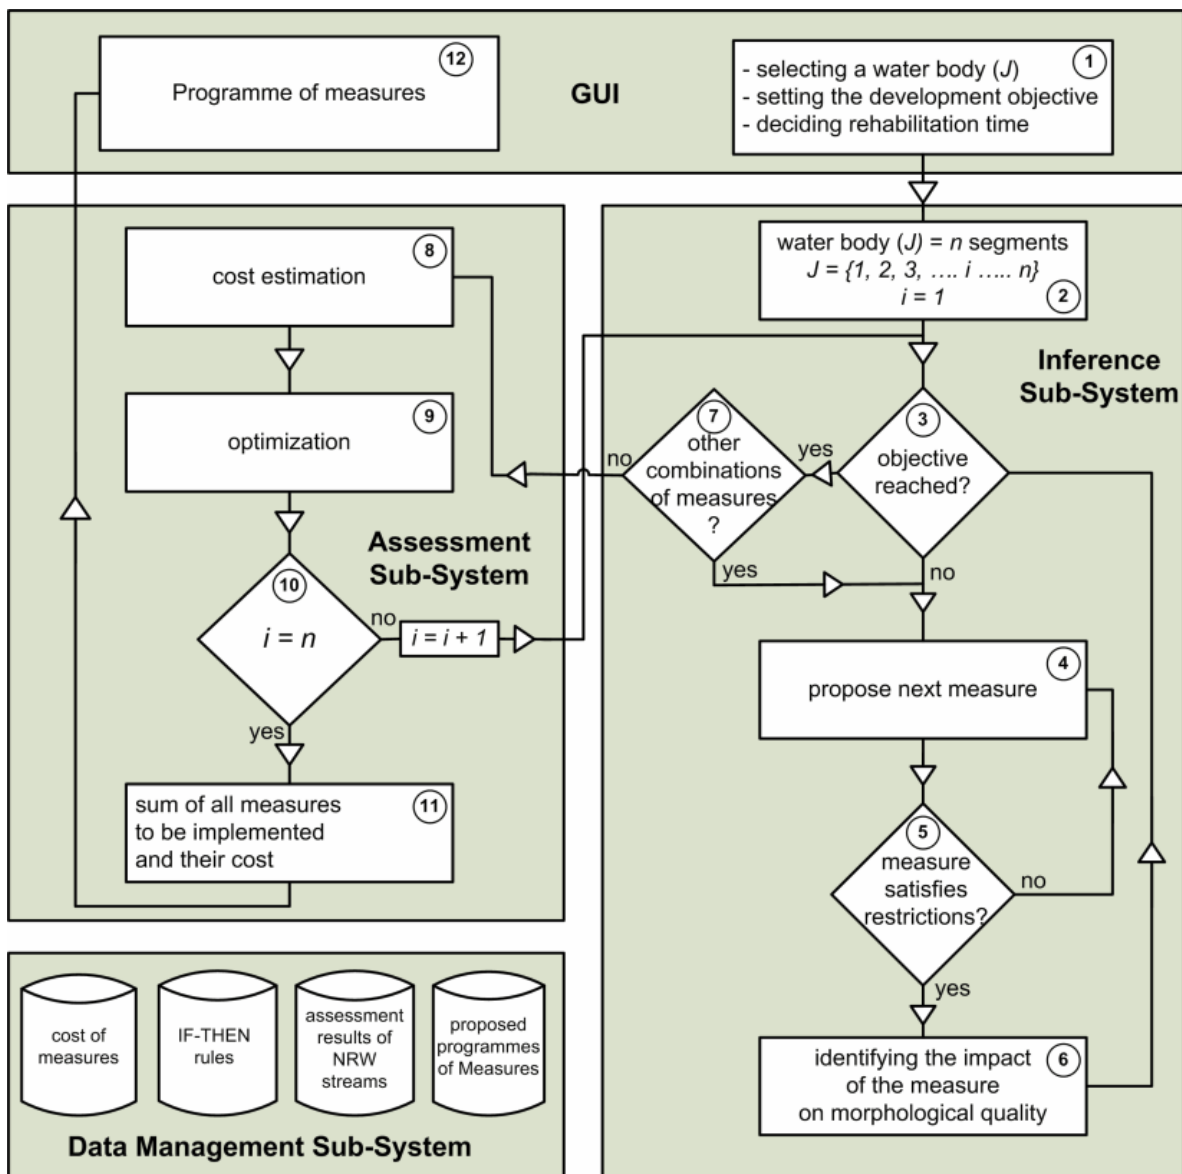 12
Programme of measures
GUI
1
- selecting a water body (J)
- setting the development objective
- deciding rehabilitation time
water body (J) = n segments
J = {1, 2, 3, .... i ..... n}
i = 1
2
Inference
Sub-System
3
objective
reached?
yes
no
7
other
combinations
of measures
?
no
yes
4
propose next measure
5
measure
satisfies
restrictions?
no
yes
6
identifying the impact
of the measure
on morphological quality
8
cost estimation
9
optimization
Assessment
Sub-System
10
i = n
no
i = i + 1
yes
11
sum of all measures
to be implemented
and their cost
cost of
measures
IF-THEN
rules
assessment
results of
NRW
streams
proposed
programmes
of Measures
Data Management Sub-System